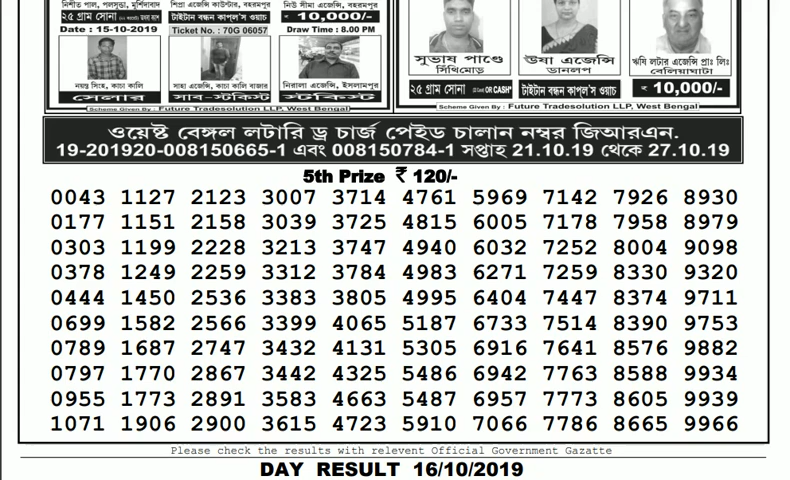 নিশীত পাল, পলসুন্ডা, মুর্শিদাবাদ
শিপ্রা এজেন্সি কাউন্টার, বহরমপুর
নিউ সীমা এজেন্সি, বহরমপুর
২৫ গ্রাম সোনা
টাইটান বন্ধন কাপ্ল'স ওয়াচ
₹ 10,000/-
Date : 15-10-2019
Ticket No. : 70G 06057
Draw Time : 8.00 PM
নয়ন্ত সিংহ, কাচা কালি
সাহা এজেন্সি, কাচা কালি বাজার
নিরালা এজেন্সি, ইসলামপুর
সেলার
সাব-স্টকিস্ট
স্টকিস্ট
Scheme Given By : Future Tradesolution LLP, West Bengal
সুভাষ পাণ্ডে
সিঁথিমোড়
ঊষা এজেন্সি
ডানলপ
ঋষি লটার এজেন্সী প্রাঃ লিঃ
বেলিয়াঘাটা
২৫ গ্রাম সোনা OR CASH*
টাইটান বন্ধন কাপ্ল'স ওয়াচ
₹ 10,000/-
Scheme Given By : Future Tradesolution LLP, West Bengal
ওয়েষ্ট বেঙ্গল লটারি ড্র চার্জ পেইড চালান নম্বর জিআরএন.
19-201920-008150665-1 এবং 008150784-1 সপ্তাহ 21.10.19 থেকে 27.10.19
5th Prize ₹ 120/-
0043 1127 2123 3007 3714 4761 5969 7142 7926 8930
0177 1151 2158 3039 3725 4815 6005 7178 7958 8979
0303 1199 2228 3213 3747 4940 6032 7252 8004 9098
0378 1249 2259 3312 3784 4983 6271 7259 8330 9320
0444 1450 2536 3383 3805 4995 6404 7447 8374 9711
0699 1582 2566 3399 4065 5187 6733 7514 8390 9753
0789 1687 2747 3432 4131 5305 6916 7641 8576 9882
0797 1770 2867 3442 4325 5486 6942 7763 8588 9934
0955 1773 2891 3583 4663 5487 6957 7773 8605 9939
1071 1906 2900 3615 4723 5910 7066 7786 8665 9966
Please check the results with relevent Official Government Gazatte
DAY RESULT 16/10/2019